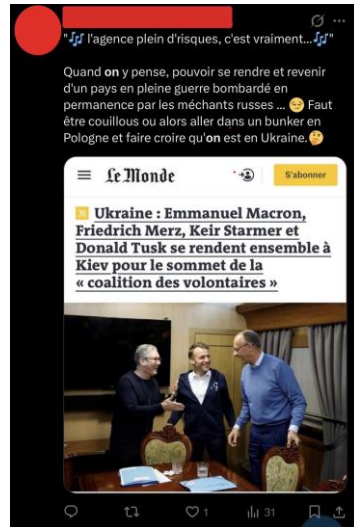 "🎶 l'agence plein d'risques, c'est vraiment...🎶"
Quand on y pense, pouvoir se rendre et revenir
d'un pays en pleine guerre bombardé en
permanence par les méchants russes ... 😏 Faut
être couillous ou alors aller dans un bunker en
Pologne et faire croire qu'on est en Ukraine.🤔
Le Monde
S'abonner
Ukraine : Emmanuel Macron,
Friedrich Merz, Keir Starmer et
Donald Tusk se rendent ensemble à
Kiev pour le sommet de la
« coalition des volontaires »
1
31